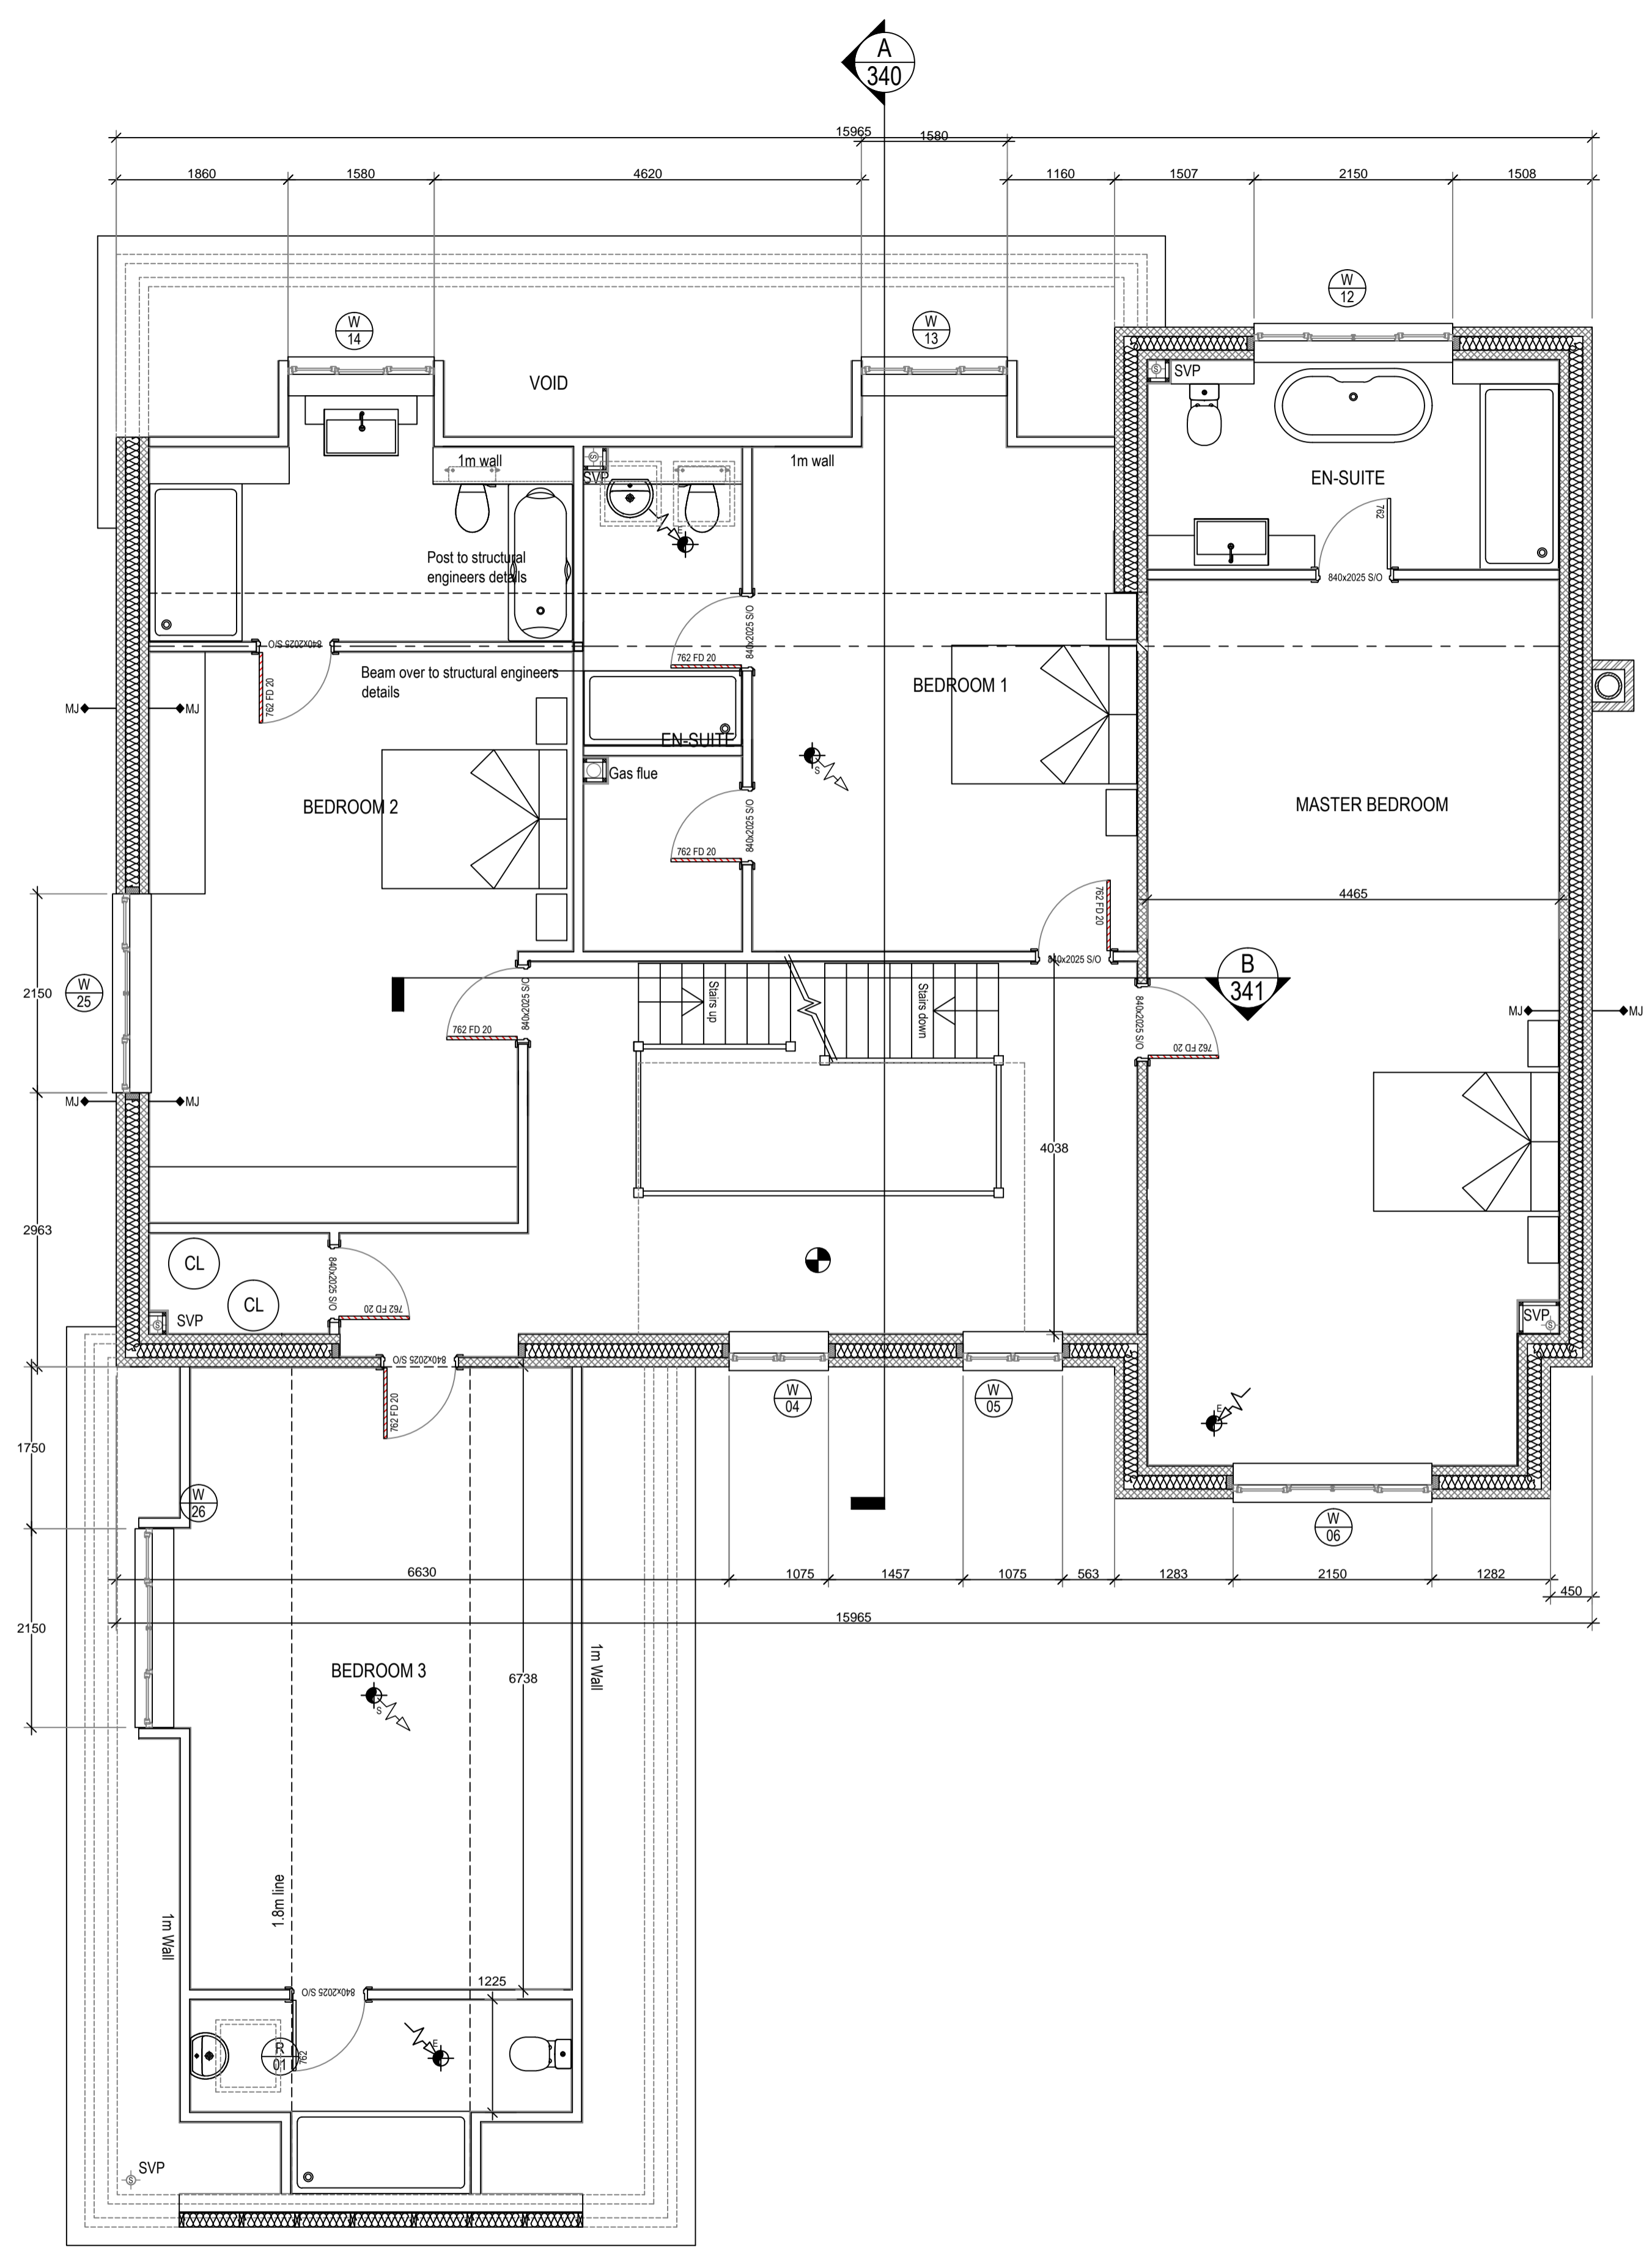 A
340
15965
1580
1860
1580
4620
1160
1507
2150
1508
W
12
W
14
W
13
VOID
SVP
1m wall
1m wall
SVP
S
S
EN-SUITE
762
840x2025 S/O
E
Post to structural
engineers details
840x2025 S/O
840x2025 S/O
762 FD 20
762 FD 20
Beam over to structural engineers
details
BEDROOM 1
MJ
MJ
EN-SUITE
S
Gas flue
BEDROOM 2
MASTER BEDROOM
840x2025 S/O
762 FD 20
4465
762 FD 20
840x2025 S/O
B
341
2150
W
25
840x2025 S/O
762 FD 20
Stairs up
Stairs down
840x2025 S/O
762 FD 20
MJ
MJ
MJ
MJ
4038
2963
CL
CL
840x2025 S/O
762 FD 20
SVP
S
SVP
S
840x2025 S/O
762 FD 20
W
04
W
05
E
1750
W
26
W
06
6630
1075
1457
1075
563
1283
2150
1282
450
15965
2150
BEDROOM 3
S
6738
1m Wall
1.8m line
1m Wall
840x2025 S/O
1225
R
01
762
E
SVP
S